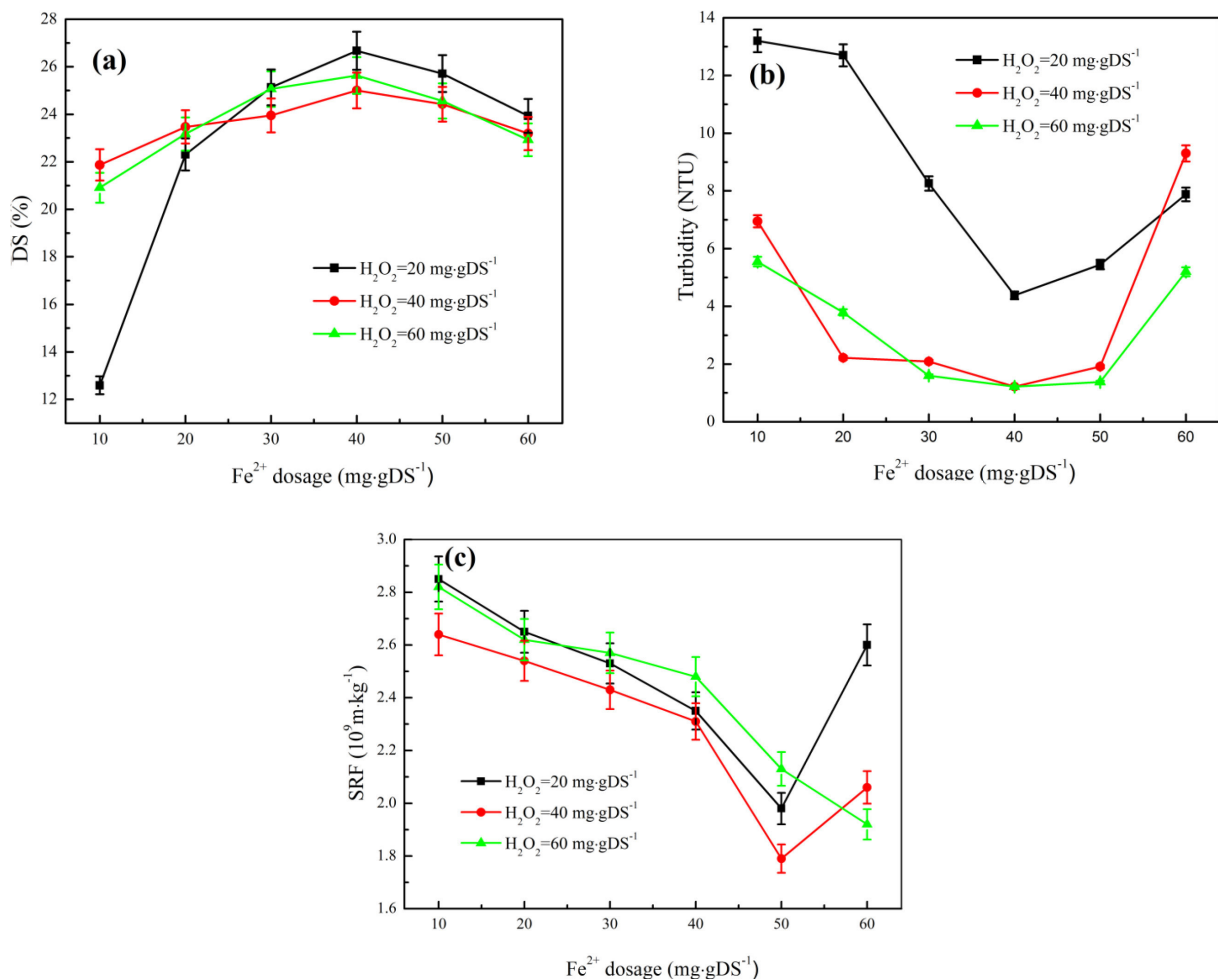 (a)
28
26
24
22
20
18
16
14
12
DS (%)
H₂O₂=20 mg·gDS⁻¹
H₂O₂=40 mg·gDS⁻¹
H₂O₂=60 mg·gDS⁻¹
10 20 30 40 50 60
Fe²⁺ dosage (mg·gDS⁻¹)
(b)
14
12
10
8
6
4
2
0
Turbidity (NTU)
H₂O₂=20 mg·gDS⁻¹
H₂O₂=40 mg·gDS⁻¹
H₂O₂=60 mg·gDS⁻¹
10 20 30 40 50 60
Fe²⁺ dosage (mg·gDS⁻¹)
(c)
3.0
2.8
2.6
2.4
2.2
2.0
1.8
1.6
SRF (10⁹m·kg⁻¹)
H₂O₂=20 mg·gDS⁻¹
H₂O₂=40 mg·gDS⁻¹
H₂O₂=60 mg·gDS⁻¹
10 20 30 40 50 60
Fe²⁺ dosage (mg·gDS⁻¹)